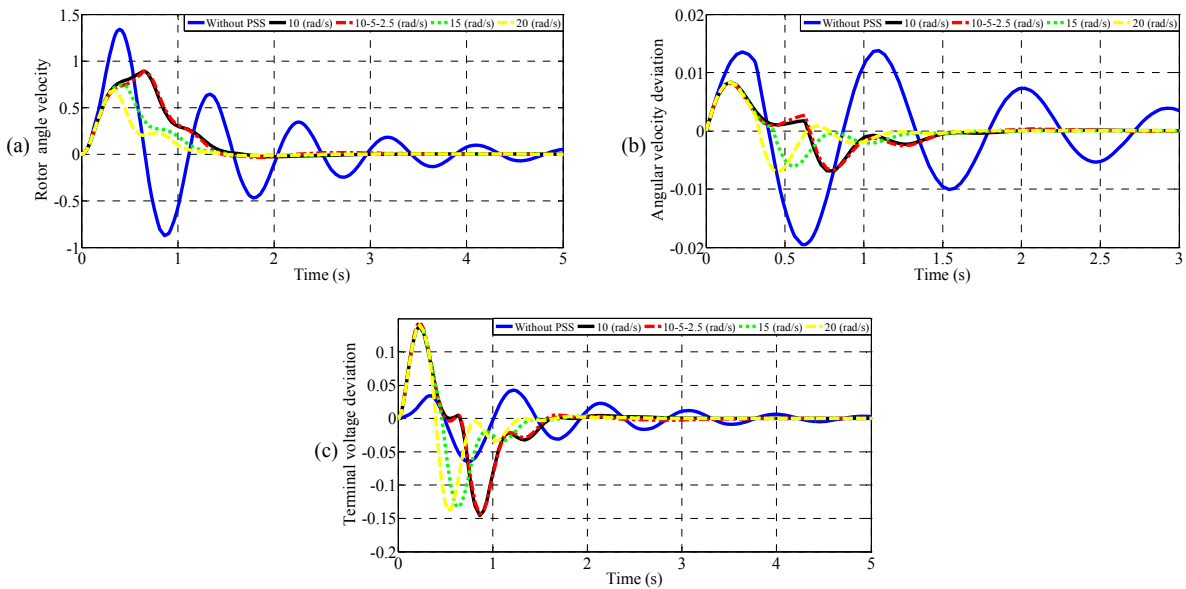 Without PSS 10 (rad/s) 10-5-2.5 (rad/s) 15 (rad/s) 20 (rad/s)
1.5
1
0.5
0
-0.5
-1
0 1 2 3 4 5
Time (s)
Rotor angle velocity
(a)
Without PSS 10 (rad/s) 10-5-2.5 (rad/s) 15 (rad/s) 20 (rad/s)
0.02
0.01
0
-0.01
-0.02
0 0.5 1 1.5 2 2.5 3
Time (s)
Angular velocity deviation
(b)
Without PSS 10 (rad/s) 10-5-2.5 (rad/s) 15 (rad/s) 20 (rad/s)
0.1
0.05
0
-0.05
-0.1
-0.15
-0.2
0 1 2 3 4 5
Time (s)
Terminal voltage deviation
(c)